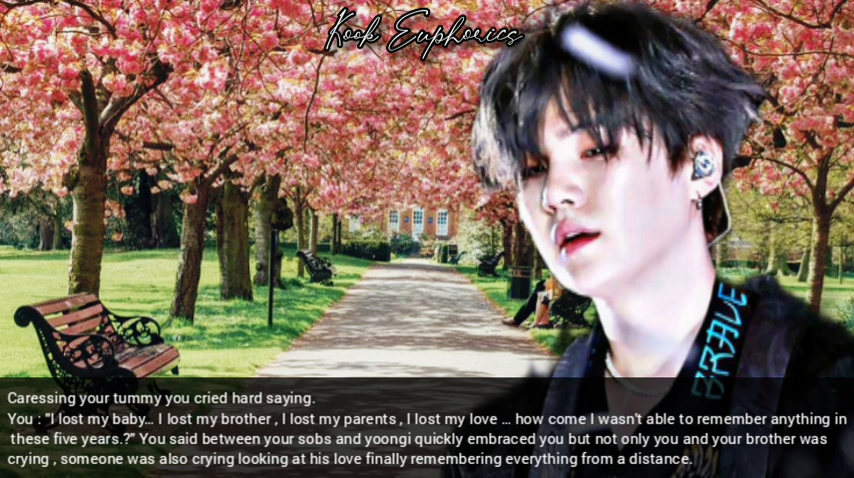 Kook Euphorics
BRAVE
Caressing your tummy you cried hard saying.
You : "I lost my baby... I lost my brother , I lost my parents , I lost my love ... how come I wasn't able to remember anything in
these five years.?" You said between your sobs and yoongi quickly embraced you but not only you and your brother was
crying , someone was also crying looking at his love finally remembering everything from a distance.